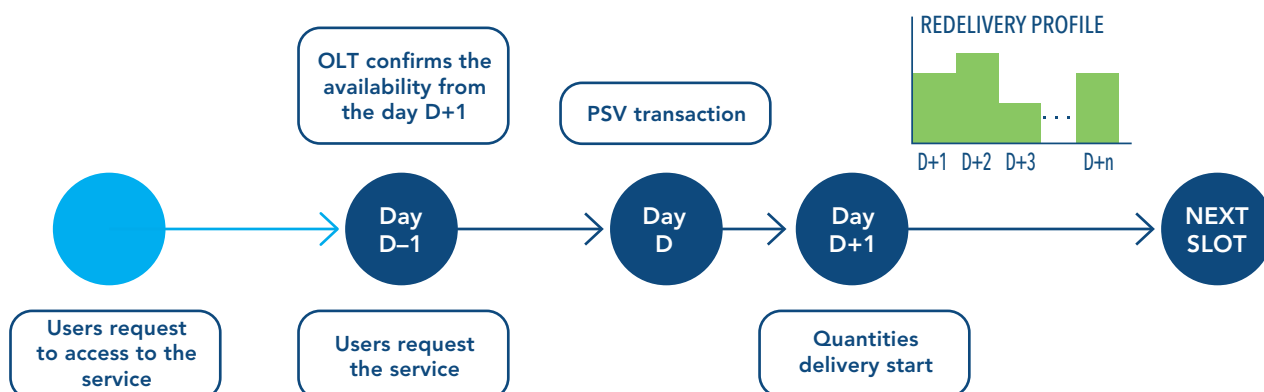 REDELIVERY PROFILE
OLT confirms the
availability from
the day D+1
PSV transaction
D+1 D+2 D+3 ... D+n
Day
D–1
Day
D
Day
D+1
NEXT
SLOT
Users request
to access to the
service
Users request
the service
Quantities
delivery start